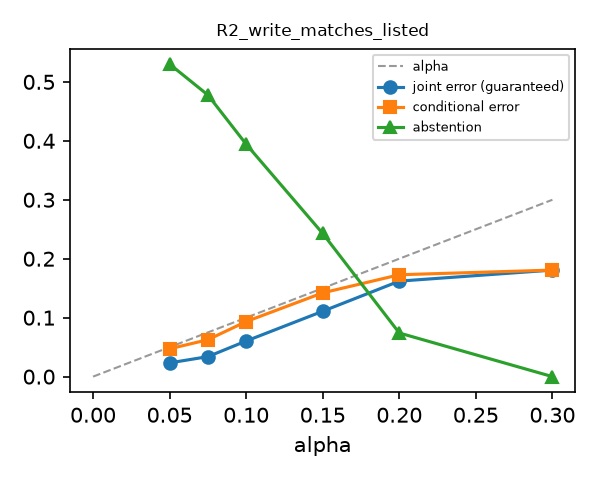 R2_write_matches_listed
alpha
joint error (guaranteed)
conditional error
abstention
0.5
0.4
0.3
0.2
0.1
0.0
0.00 0.05 0.10 0.15 0.20 0.25 0.30
alpha